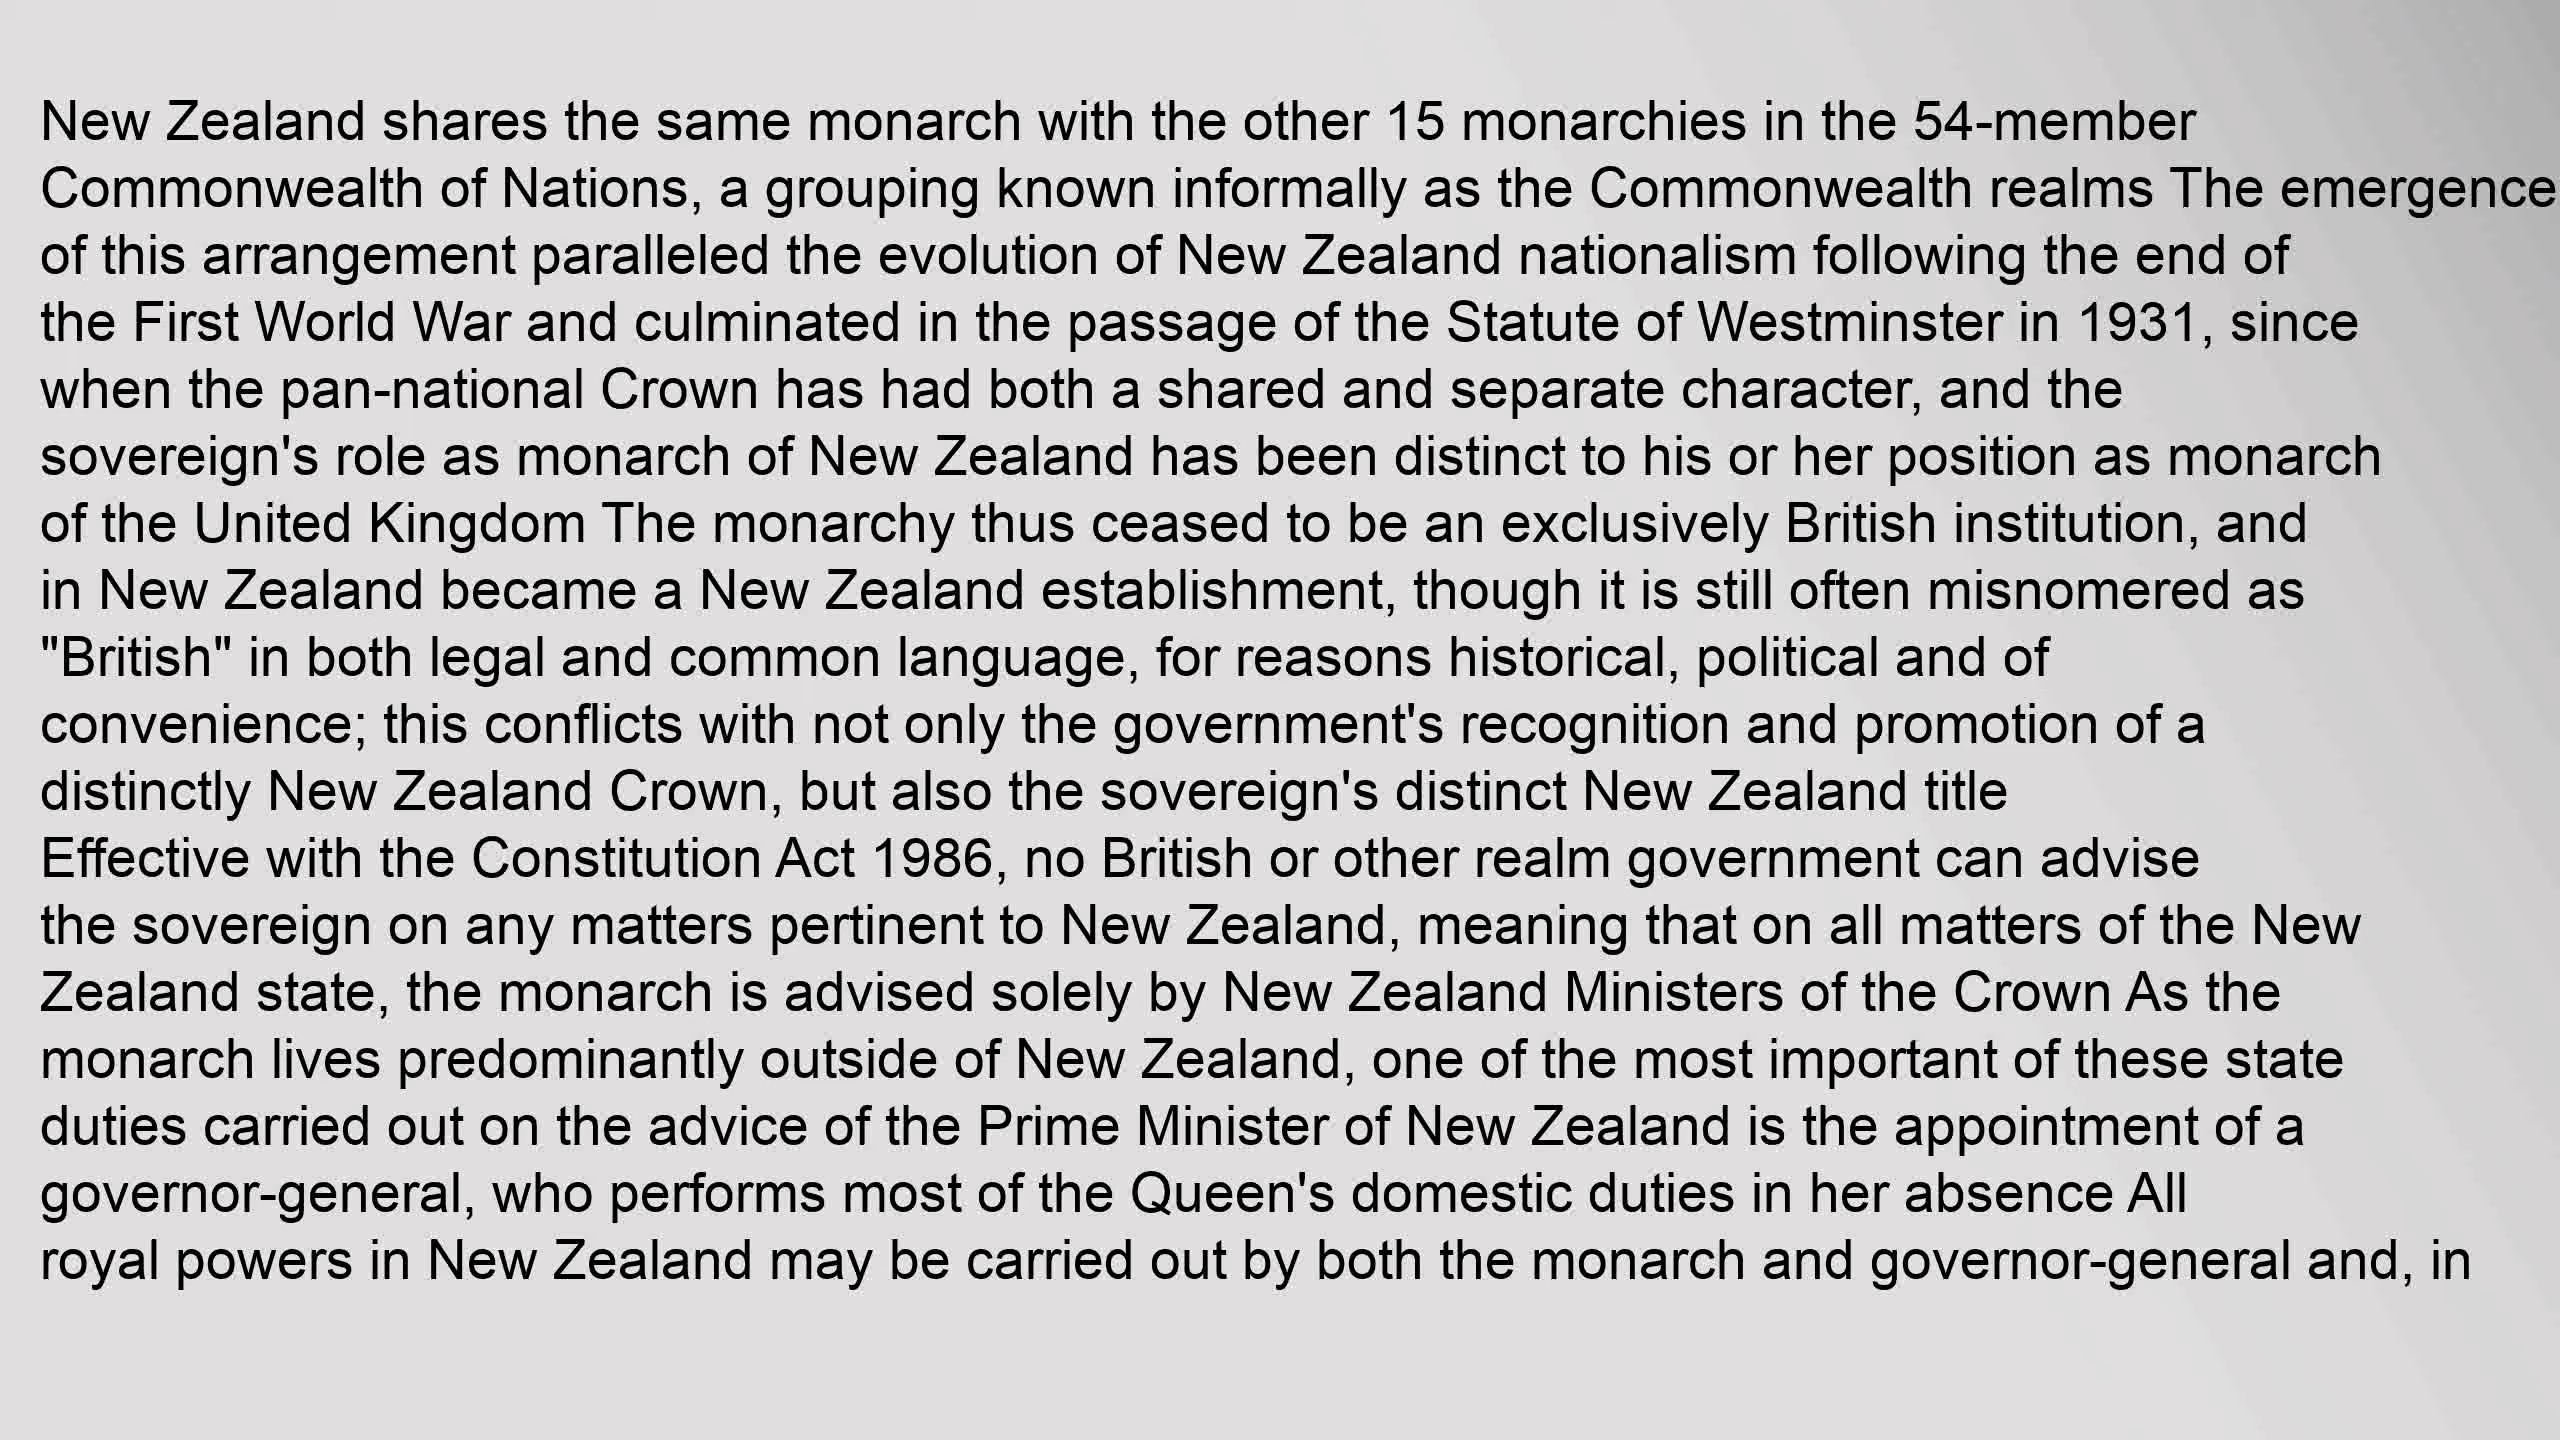 New Zealand shares the same monarch with the other 15 monarchies in the 54-member
Commonwealth of Nations, a grouping known informally as the Commonwealth realms The emergence
of this arrangement paralleled the evolution of New Zealand nationalism following the end of
the First World War and culminated in the passage of the Statute of Westminster in 1931, since
when the pan-national Crown has had both a shared and separate character, and the
sovereign's role as monarch of New Zealand has been distinct to his or her position as monarch
of the United Kingdom The monarchy thus ceased to be an exclusively British institution, and
in New Zealand became a New Zealand establishment, though it is still often misnomered as
"British" in both legal and common language, for reasons historical, political and of
convenience; this conflicts with not only the government's recognition and promotion of a
distinctly New Zealand Crown, but also the sovereign's distinct New Zealand title
Effective with the Constitution Act 1986, no British or other realm government can advise
the sovereign on any matters pertinent to New Zealand, meaning that on all matters of the New
Zealand state, the monarch is advised solely by New Zealand Ministers of the Crown As the
monarch lives predominantly outside of New Zealand, one of the most important of these state
duties carried out on the advice of the Prime Minister of New Zealand is the appointment of a
governor-general, who performs most of the Queen's domestic duties in her absence All
royal powers in New Zealand may be carried out by both the monarch and governor-general and, in